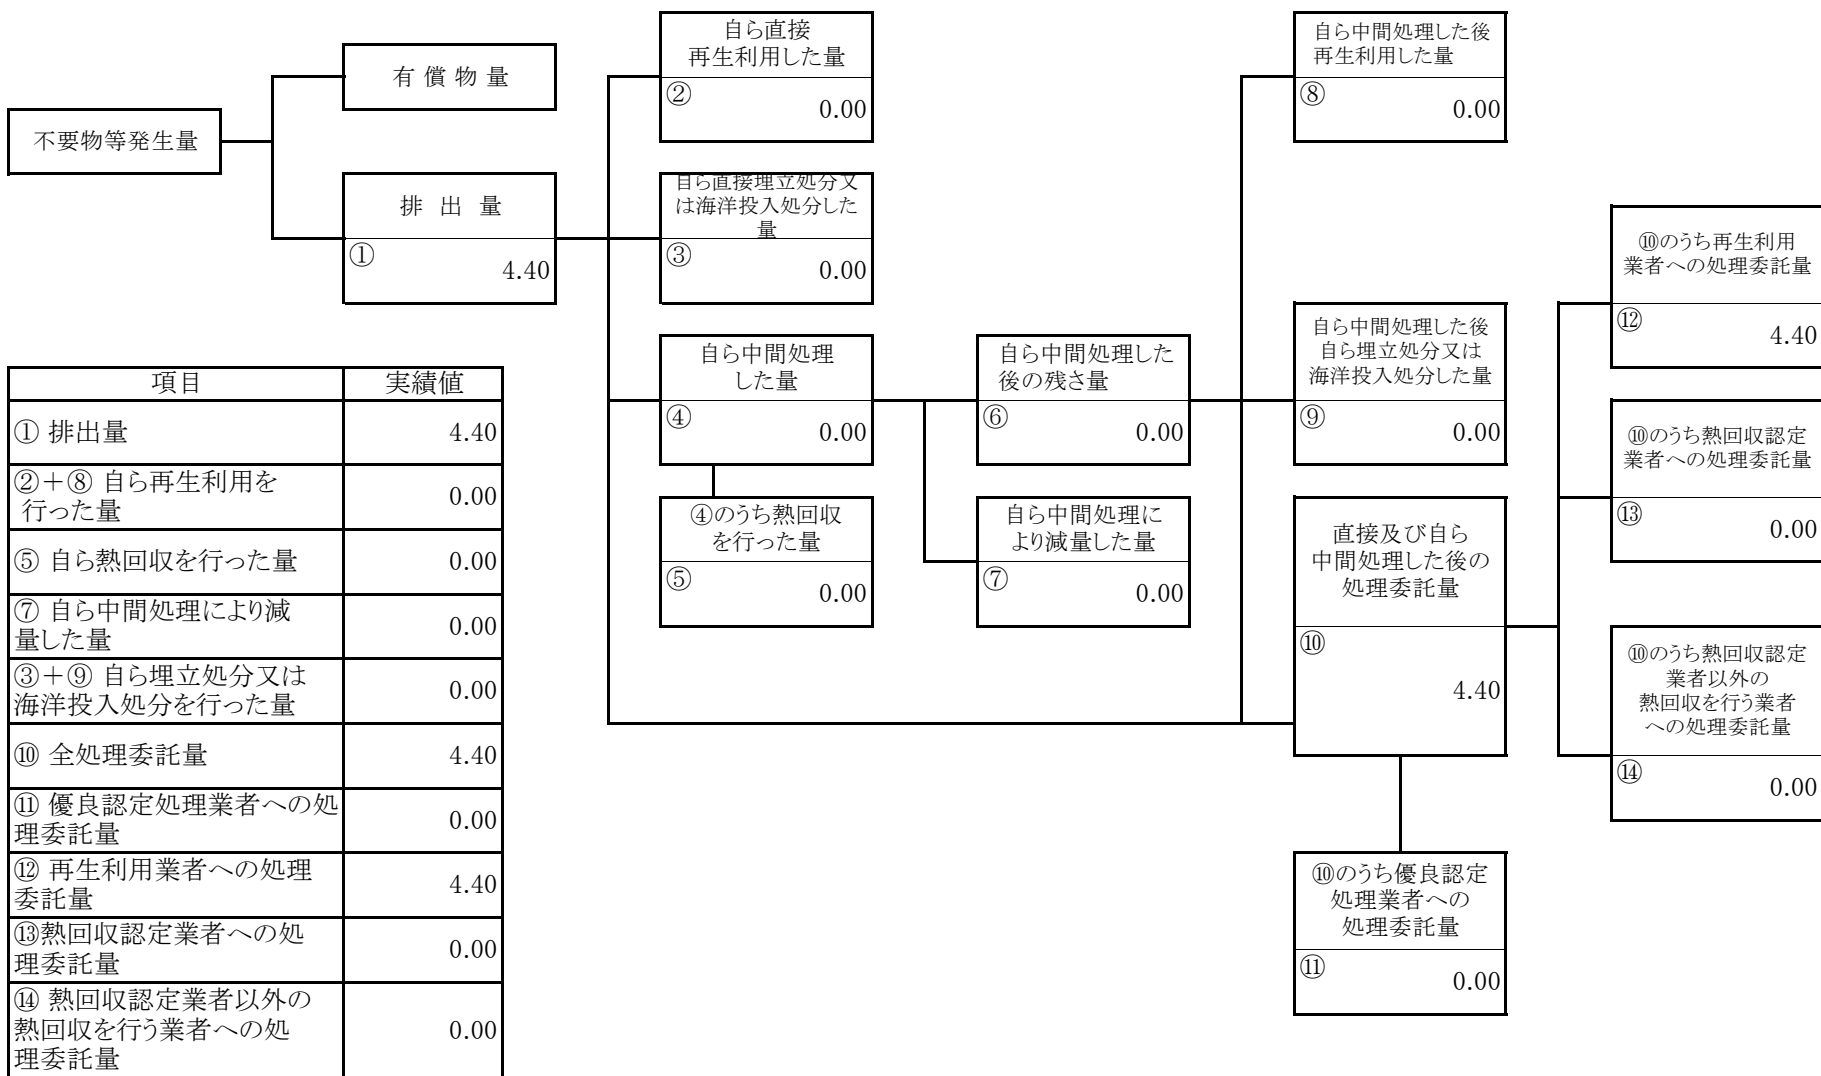 不要物等発生量
有 償 物 量
排 出 量
①
4.40
自ら直接
再生利用した量
②
0.00
自ら直接埋立処分又
は海洋投入処分した
量
③
0.00
自ら中間処理
した量
④
0.00
④のうち熱回収
を行った量
⑤
0.00
自ら中間処理した
後の残さ量
⑥
0.00
自ら中間処理に
より減量した量
⑦
0.00
自ら中間処理した後
再生利用した量
⑧
0.00
自ら中間処理した後
自ら埋立処分又は
海洋投入処分した量
⑨
0.00
直接及び自ら
中間処理した後の
処理委託量
⑩
4.40
⑩のうち優良認定
処理業者への
処理委託量
⑪
0.00
⑩のうち再生利用
業者への処理委託量
⑫
4.40
⑩のうち熱回収認定
業者への処理委託量
⑬
0.00
⑩のうち熱回収認定
業者以外の
熱回収を行う業者
への処理委託量
⑭
0.00
項目 実績値
① 排出量 4.40
②+⑧ 自ら再生利用を
行った量 0.00
⑤ 自ら熱回収を行った量 0.00
⑦ 自ら中間処理により減
量した量 0.00
③+⑨ 自ら埋立処分又は
海洋投入処分を行った量 0.00
⑩ 全処理委託量 4.40
⑪ 優良認定処理業者への処
理委託量 0.00
⑫ 再生利用業者への処理
委託量 4.40
⑬熱回収認定業者への処
理委託量 0.00
⑭ 熱回収認定業者以外の
熱回収を行う業者への処
理委託量 0.00